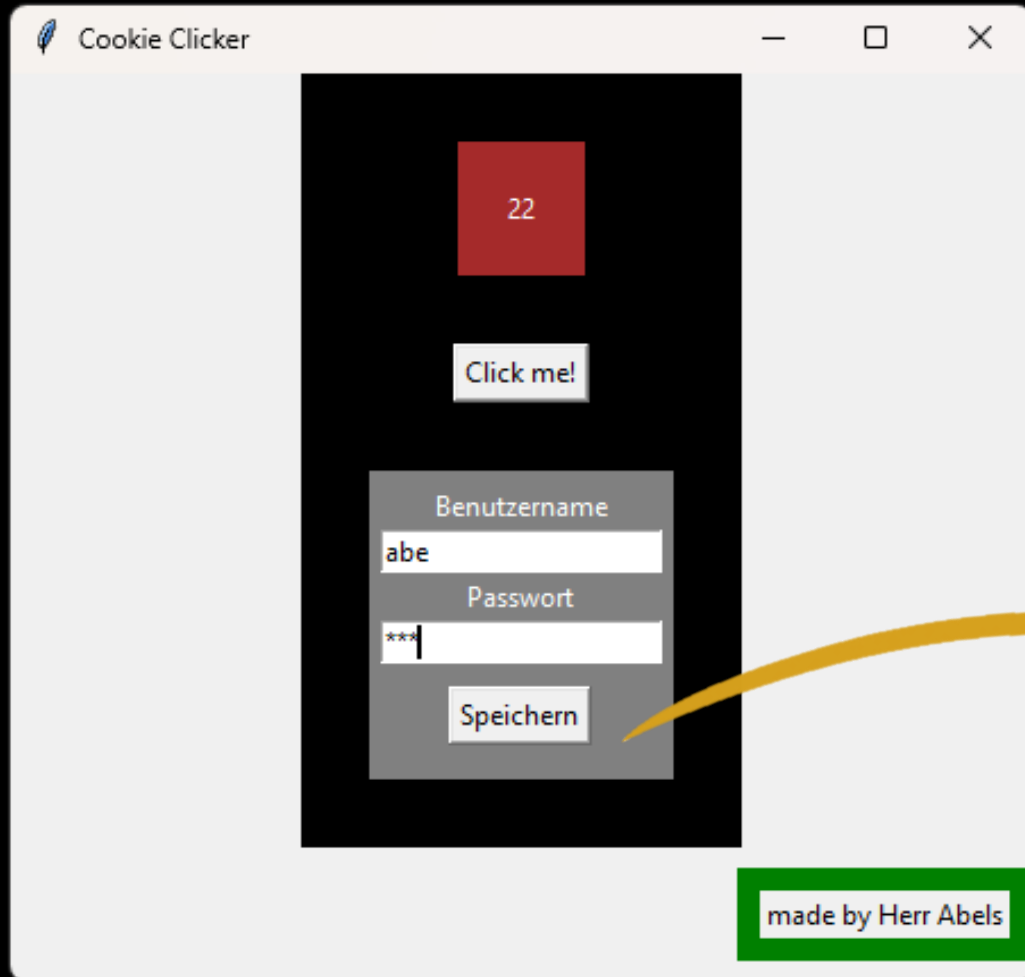 Cookie Clicker
22
Click me!
Benutzername
abe
Passwort
***
Speichern
made by Herr Abels